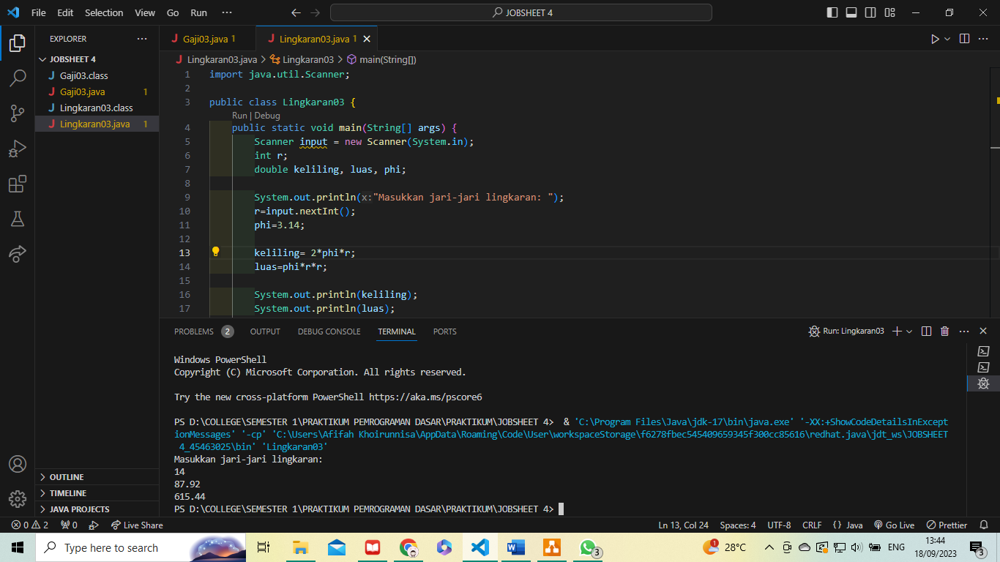 File Edit Selection View Go Run ··· JOBSHEET 4
EXPLORER ···
JOBSHEET 4
J Gaji03.class
J Gaji03.java 1
J Lingkaran03.class
J Lingkaran03.java 1
OUTLINE
TIMELINE
JAVA PROJECTS
J Gaji03.java 1 J Lingkaran03.java 1
J Lingkaran03.java > Lingkaran03 > main(String[])
1 import java.util.Scanner;
2
3 public class Lingkaran03 {
Run | Debug
4 public static void main(String[] args) {
5 Scanner input = new Scanner(System.in);
6 int r;
7 double keliling, luas, phi;
8
9 System.out.println(x:"Masukkan jari-jari lingkaran: ");
10 r=input.nextInt();
11 phi=3.14;
12
13 keliling= 2*phi*r;
14 luas=phi*r*r;
15
16 System.out.println(keliling);
17 System.out.println(luas);
PROBLEMS 2 OUTPUT DEBUG CONSOLE TERMINAL PORTS Run: Lingkaran03
Windows PowerShell
Copyright (C) Microsoft Corporation. All rights reserved.
Try the new cross-platform PowerShell https://aka.ms/pscore6
PS D:\COLLEGE\SEMESTER 1\PRAKTIKUM PEMROGRAMAN DASAR\PRAKTIKUM\JOBSHEET 4> & 'C:\Program Files\Java\jdk-17\bin\java.exe' '-XX:+ShowCodeDetailsInExcept
ionMessages' '-cp' 'C:\Users\Afifah Khoirunnisa\AppData\Roaming\Code\User\workspaceStorage\f6278fbec545409659345f300cc85616\redhat.java\jdt_ws\JOBSHEET
4_45463025\bin' 'Lingkaran03'
Masukkan jari-jari lingkaran:
14
87.92
615.44
PS D:\COLLEGE\SEMESTER 1\PRAKTIKUM PEMROGRAMAN DASAR\PRAKTIKUM\JOBSHEET 4>
0 2 0 Live Share Ln 13, Col 24 Spaces: 4 UTF-8 CRLF {} Java Go Live Prettier
Type here to search 3 1 28°C ENG 13:44 3
18/09/2023